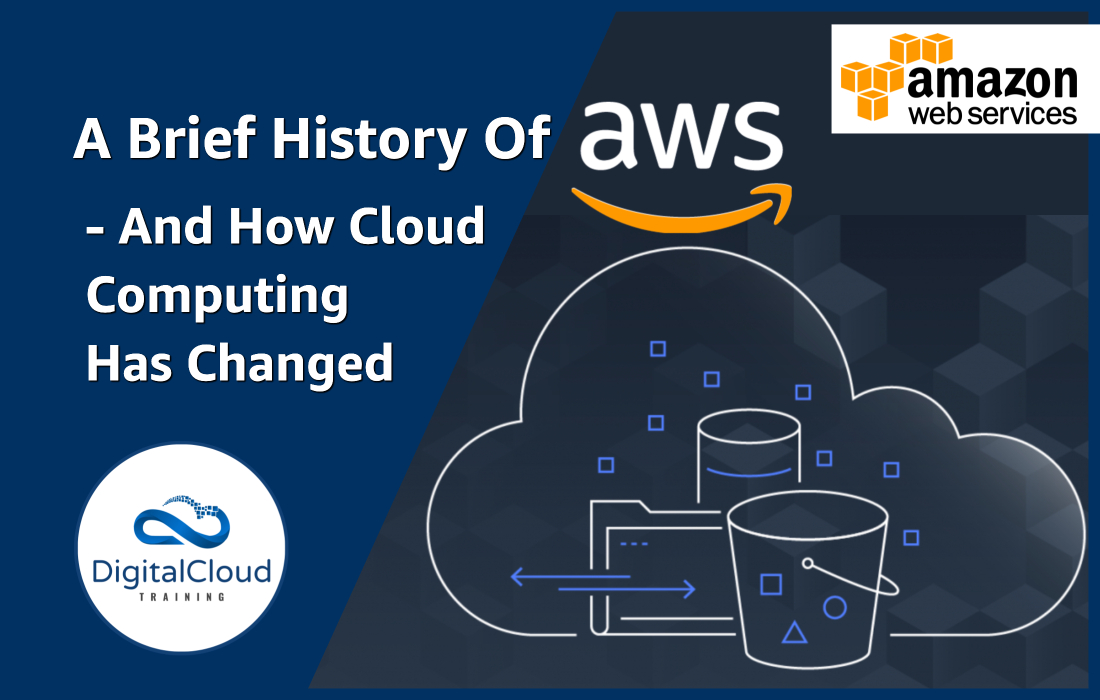 amazon
web services
A Brief History Of aws
- And How Cloud
Computing
Has Changed
DigitalCloud
TRAINING